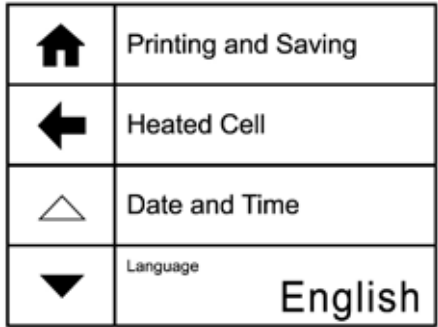 Printing and Saving
Heated Cell
Date and Time
Language
English